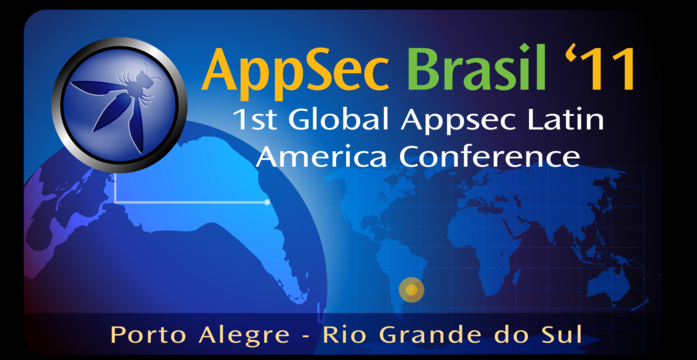 AppSec Brasil ‘11
1st Global Appsec Latin
America Conference
Porto Alegre - Rio Grande do Sul